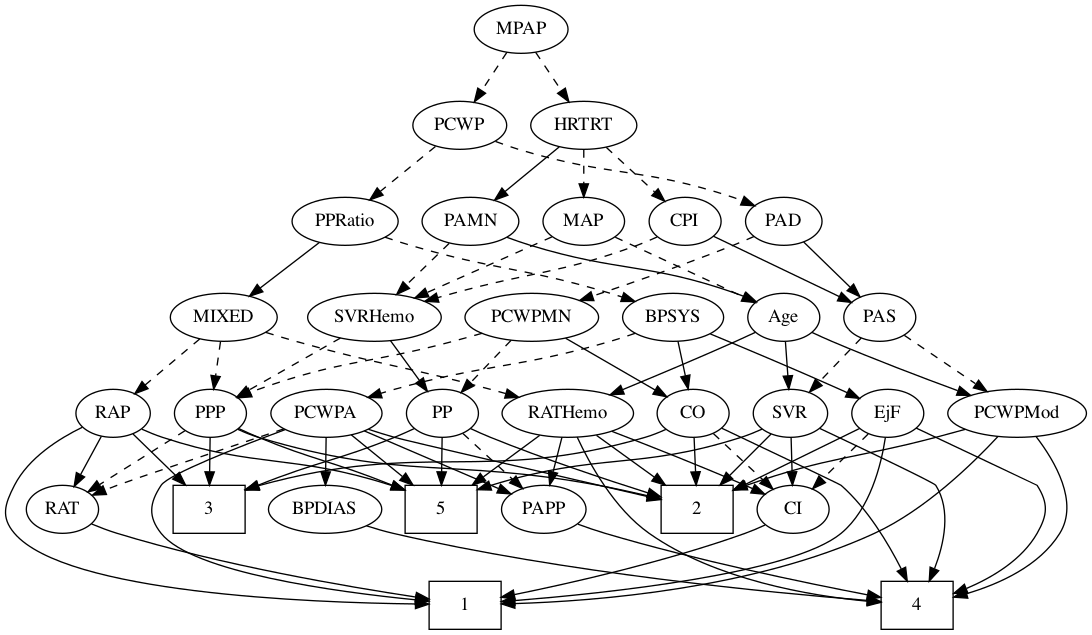 MPAP
PCWP HRTRT
PPRatio PAMN MAP CPI PAD
MIXED SVRHemo PCWPMN BPSYS Age PAS
RAP PPP PCWPA PP RATHemo CO SVR EjF PCWPMod
RAT 3 BPDIAS 5 PAPP 2 CI
1 4